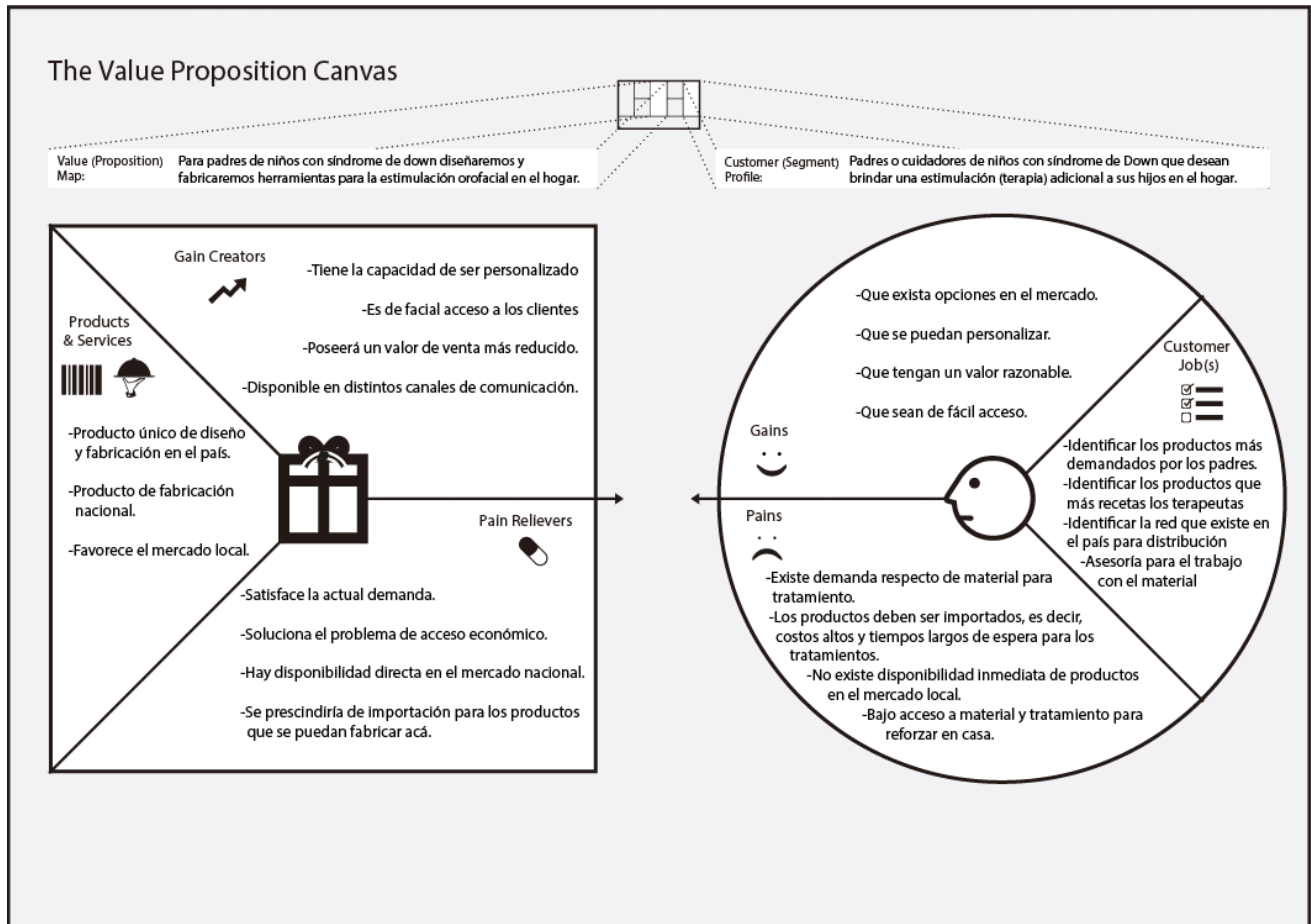 The Value Proposition Canvas
Value (Proposition)
Map:
Para padres de niños con síndrome de down diseñaremos y
fabricaremos herramientas para la estimulación orofacial en el hogar.
Customer (Segment)
Profile:
Padres o cuidadores de niños con síndrome de Down que desean
brindar una estimulación (terapia) adicional a sus hijos en el hogar.
Gain Creators
-Tiene la capacidad de ser personalizado
-Es de facial acceso a los clientes
-Poseerá un valor de venta más reducido.
-Disponible en distintos canales de comunicación.
Products
& Services
-Producto único de diseño
y fabricación en el país.
-Producto de fabricación
nacional.
-Favorece el mercado local.
Pain Relievers
-Satisface la actual demanda.
-Soluciona el problema de acceso económico.
-Hay disponibilidad directa en el mercado nacional.
-Se prescindiría de importación para los productos
que se puedan fabricar acá.
-Que exista opciones en el mercado.
-Que se puedan personalizar.
-Que tengan un valor razonable.
-Que sean de fácil acceso.
Gains
Customer
Job(s)
-Identificar los productos más
demandados por los padres.
-Identificar los productos que
más recetas los terapeutas
-Identificar la red que existe en
el país para distribución
-Asesoría para el trabajo
con el material
Pains
-Existe demanda respecto de material para
tratamiento.
-Los productos deben ser importados, es decir,
costos altos y tiempos largos de espera para los
tratamientos.
-No existe disponibilidad inmediata de productos
en el mercado local.
-Bajo acceso a material y tratamiento para
reforzar en casa.